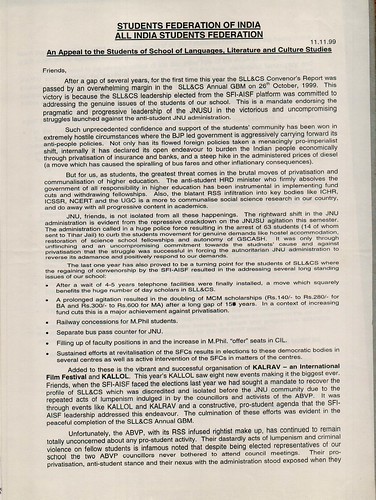 STUDENTS FEDERATION OF INDIA
ALL INDIA STUDENTS FEDERATION
11.11.99
An Appeal to the Students of School of Languages, Literature and Culture Studies
Friends,
After a gap of several years, for the first time this year the SLL&CS Convenor's Report was
passed by an overwhelming margin in the SLL&CS Annual GBM on 26th October, 1999. This
victory is because the SLL&CS leadership elected from the SFI-AISF platform was committed to
addressing the genuine issues of the students of our school. This is a mandate endorsing the
pragmatic and progressive leadership of the JNUSU in the victorious and uncompromising
struggles launched against the anti-student JNU administration.
Such unprecedented confidence and support of the students' community has been won in
extremely hostile circumstances where the BJP led government is aggressively carrying forward its
anti-people policies. Not only has its flowed foreign policies taken a menacingly pro-imperialist
shift, internally it has declared its open endeavour to burden the Indian people economically
through privatisation of insurance and banks, and a steep hike in the administered prices of diesel
(a move which has caused the spiralling of bus fares and other inflationary consequences).
But for us, as students, the greatest threat comes in the brutal moves of privatisation and
communalisation of higher education. The anti-student HRD minister who firmly absolves the
government of all responsibility in higher education has been instrumental in implementing fund
cuts and withdrawing fellowships. Also, the blatant RSS infiltration into key bodies like ICHR,
ICSSR, NCERT and the UGC is a more to communalise social science research in our country,
and do away with all progressive content in academics.
JNU, friends, is not isolated from all these happenings. The rightward shift in the JNU
administration is evident from the repressive crackdown on the JNUSU agitation this semester.
The administration called in a huge police force resulting in the arrest of 63 students (14 of whom
sent to Tihar Jail) to curb the students movement for genuine demands like hostel accommodation,
restoration of science school fellowships and autonomy of GSCASH. It was only through
unflinching and an uncompromising commitment towards the students' cause and against
privatisation that the JNUSU was successful in forcing the authoritarian JNU administration to
reverse its adamance and positively respond to our demands.
The last one year has also proved to be a turning point for the students of SLL&CS where
the regaining of convenorship by the SFI-AISF resulted in the addressing several long standing
issues of our school:
• After a wait of 4-5 years telephone facilities were finally installed, a move which squarely
benefits the huge number of day scholars in SLL&CS.
• A prolonged agitation resulted in the doubling of MCM scholarships (Rs.140/- to Rs.280/- for
BA and Rs.300/- to Rs.600 for MA) after a long gap of 15 years. In a context of increasing
fund cuts this is a major achievement against privatisation.
• Railway concessions for M.Phil students.
• Separate bus pass counter for JNU.
• Filling up of faculty positions in and the increase in M.Phil. "offer" seats in CIL.
• Sustained efforts at revitalisation of the SFCs results in elections to these democratic bodies in
several centres as well as active intervention of the SFCs in matters of the centres.
Added to these is the vibrant and successful organisation of KALRAV – an International
Film Festival and KALLOL. This year's KALLOL saw eight new events making it the biggest ever.
Friends, when the SFI-AISF faced the elections last year we had sought a mandate to recover the
profile of SLL&CS which was discredited and isolated before the JNU community due to the
repeated acts of lumpenism indulged in by the councillors and activists of the ABVP. It was
through events like KALLOL and KALRAV and a constructive, pro-student agenda that the SFI-
AISF leadership addressed this endeavour. The culmination of these efforts was evident in the
peaceful completion of the SLL&CS Annual GBM.
Unfortunately, the ABVP, with its RSS infused rightist make up, has continued to remain
totally unconcerned about any pro-student activity. Their dastardly acts of lumpenism and criminal
violence on fellow students is infamous noted that despite being elected representatives of our
school the two ABVP councillors never bothered to attend council meetings. Their pro-
privatisation, anti-student stance and their nexus with the administration stood exposed when they